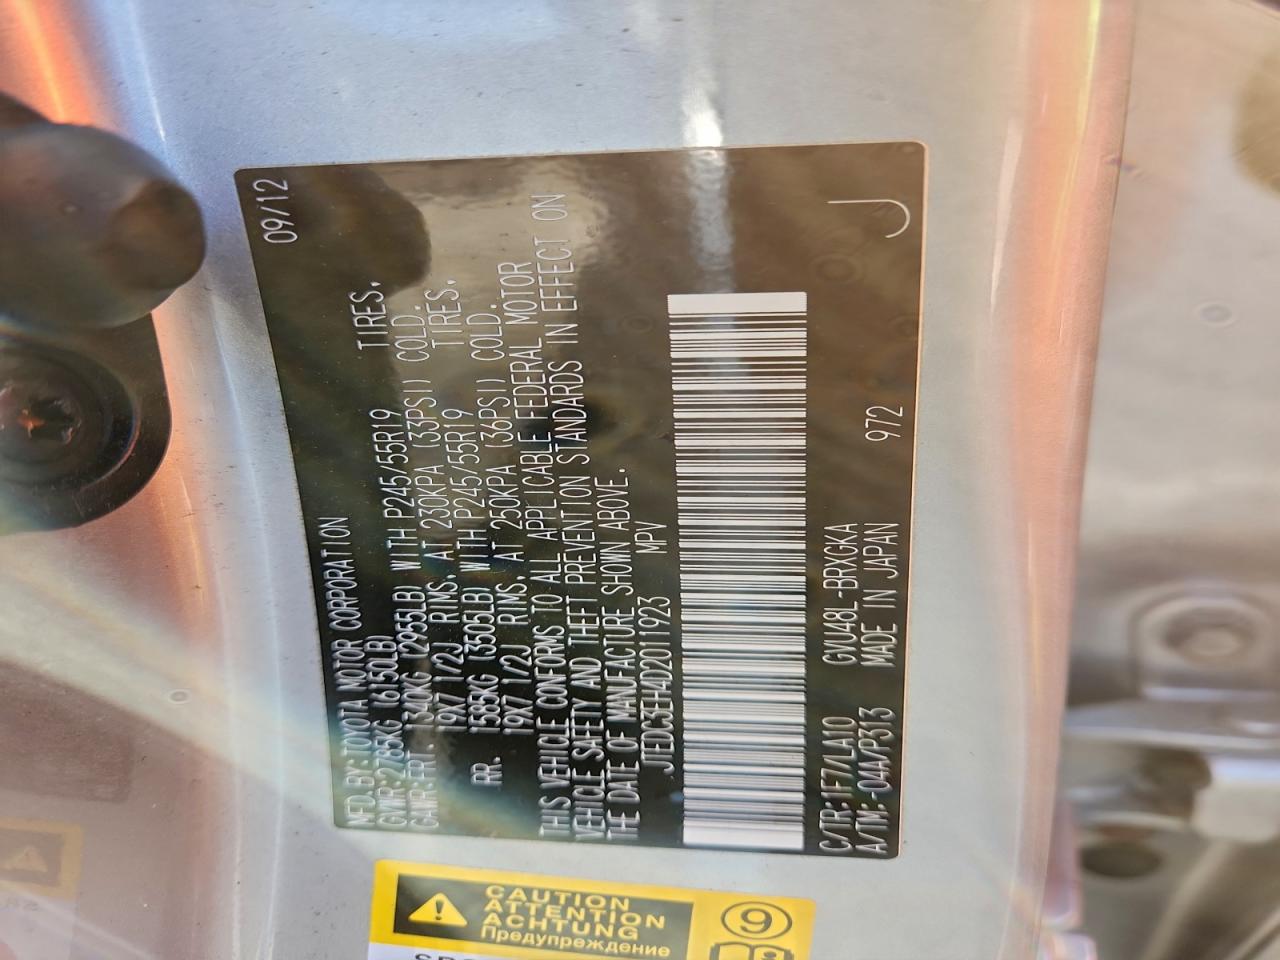 MFD. BY: TOYOTA MOTOR CORPORATION 09/12
GVWR: 2785KG (6150LB)
GAWR: FRT. 1340KG (2955LB) WITH P245/55R19 TIRES.
19X7 1/2J RIMS, AT 230KPA (33PSI) COLD.
RR. 1585KG (3505LB) WITH P245/55R19 TIRES.
19X7 1/2J RIMS, AT 250KPA (36PSI) COLD.
THIS VEHICLE CONFORMS TO ALL APPLICABLE FEDERAL MOTOR
VEHICLE SAFETY AND THEFT PREVENTION STANDARDS IN EFFECT ON
THE DATE OF MANUFACTURE SHOWN ABOVE.
JTEDC3EH4D2011923 MPV
C/TR: 1F7/LA10 GVU48L-BRXGKA
A/TM: -04A/P313 MADE IN JAPAN 972 J
CAUTION
ATTENTION
ACHTUNG
Предупреждение
9